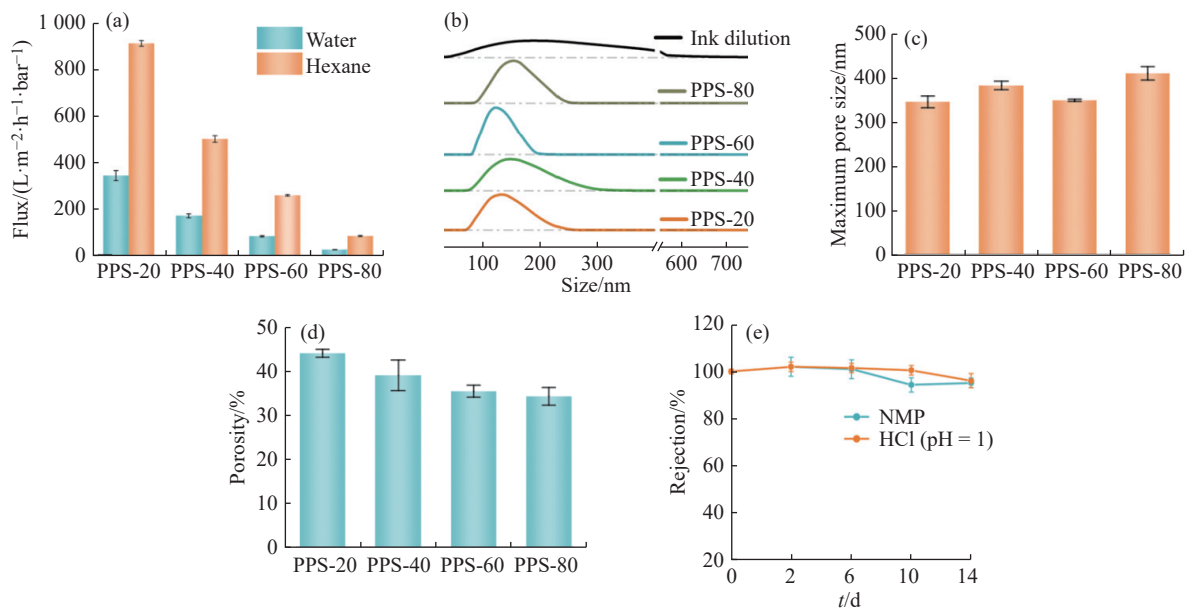 (a)
1 000
800
600
400
200
0
Flux/(L·m⁻²·h⁻¹·bar⁻¹)
Water
Hexane
PPS-20 PPS-40 PPS-60 PPS-80
(b)
Ink dilution
PPS-80
PPS-60
PPS-40
PPS-20
100 200 300 600 700
Size/nm
(c)
500
400
300
200
100
0
Maximum pore size/nm
PPS-20 PPS-40 PPS-60 PPS-80
(d)
50
40
30
20
10
0
Porosity/%
PPS-20 PPS-40 PPS-60 PPS-80
(e)
120
100
80
60
40
20
Rejection/%
NMP
HCl (pH = 1)
0 2 6 10 14
t/d